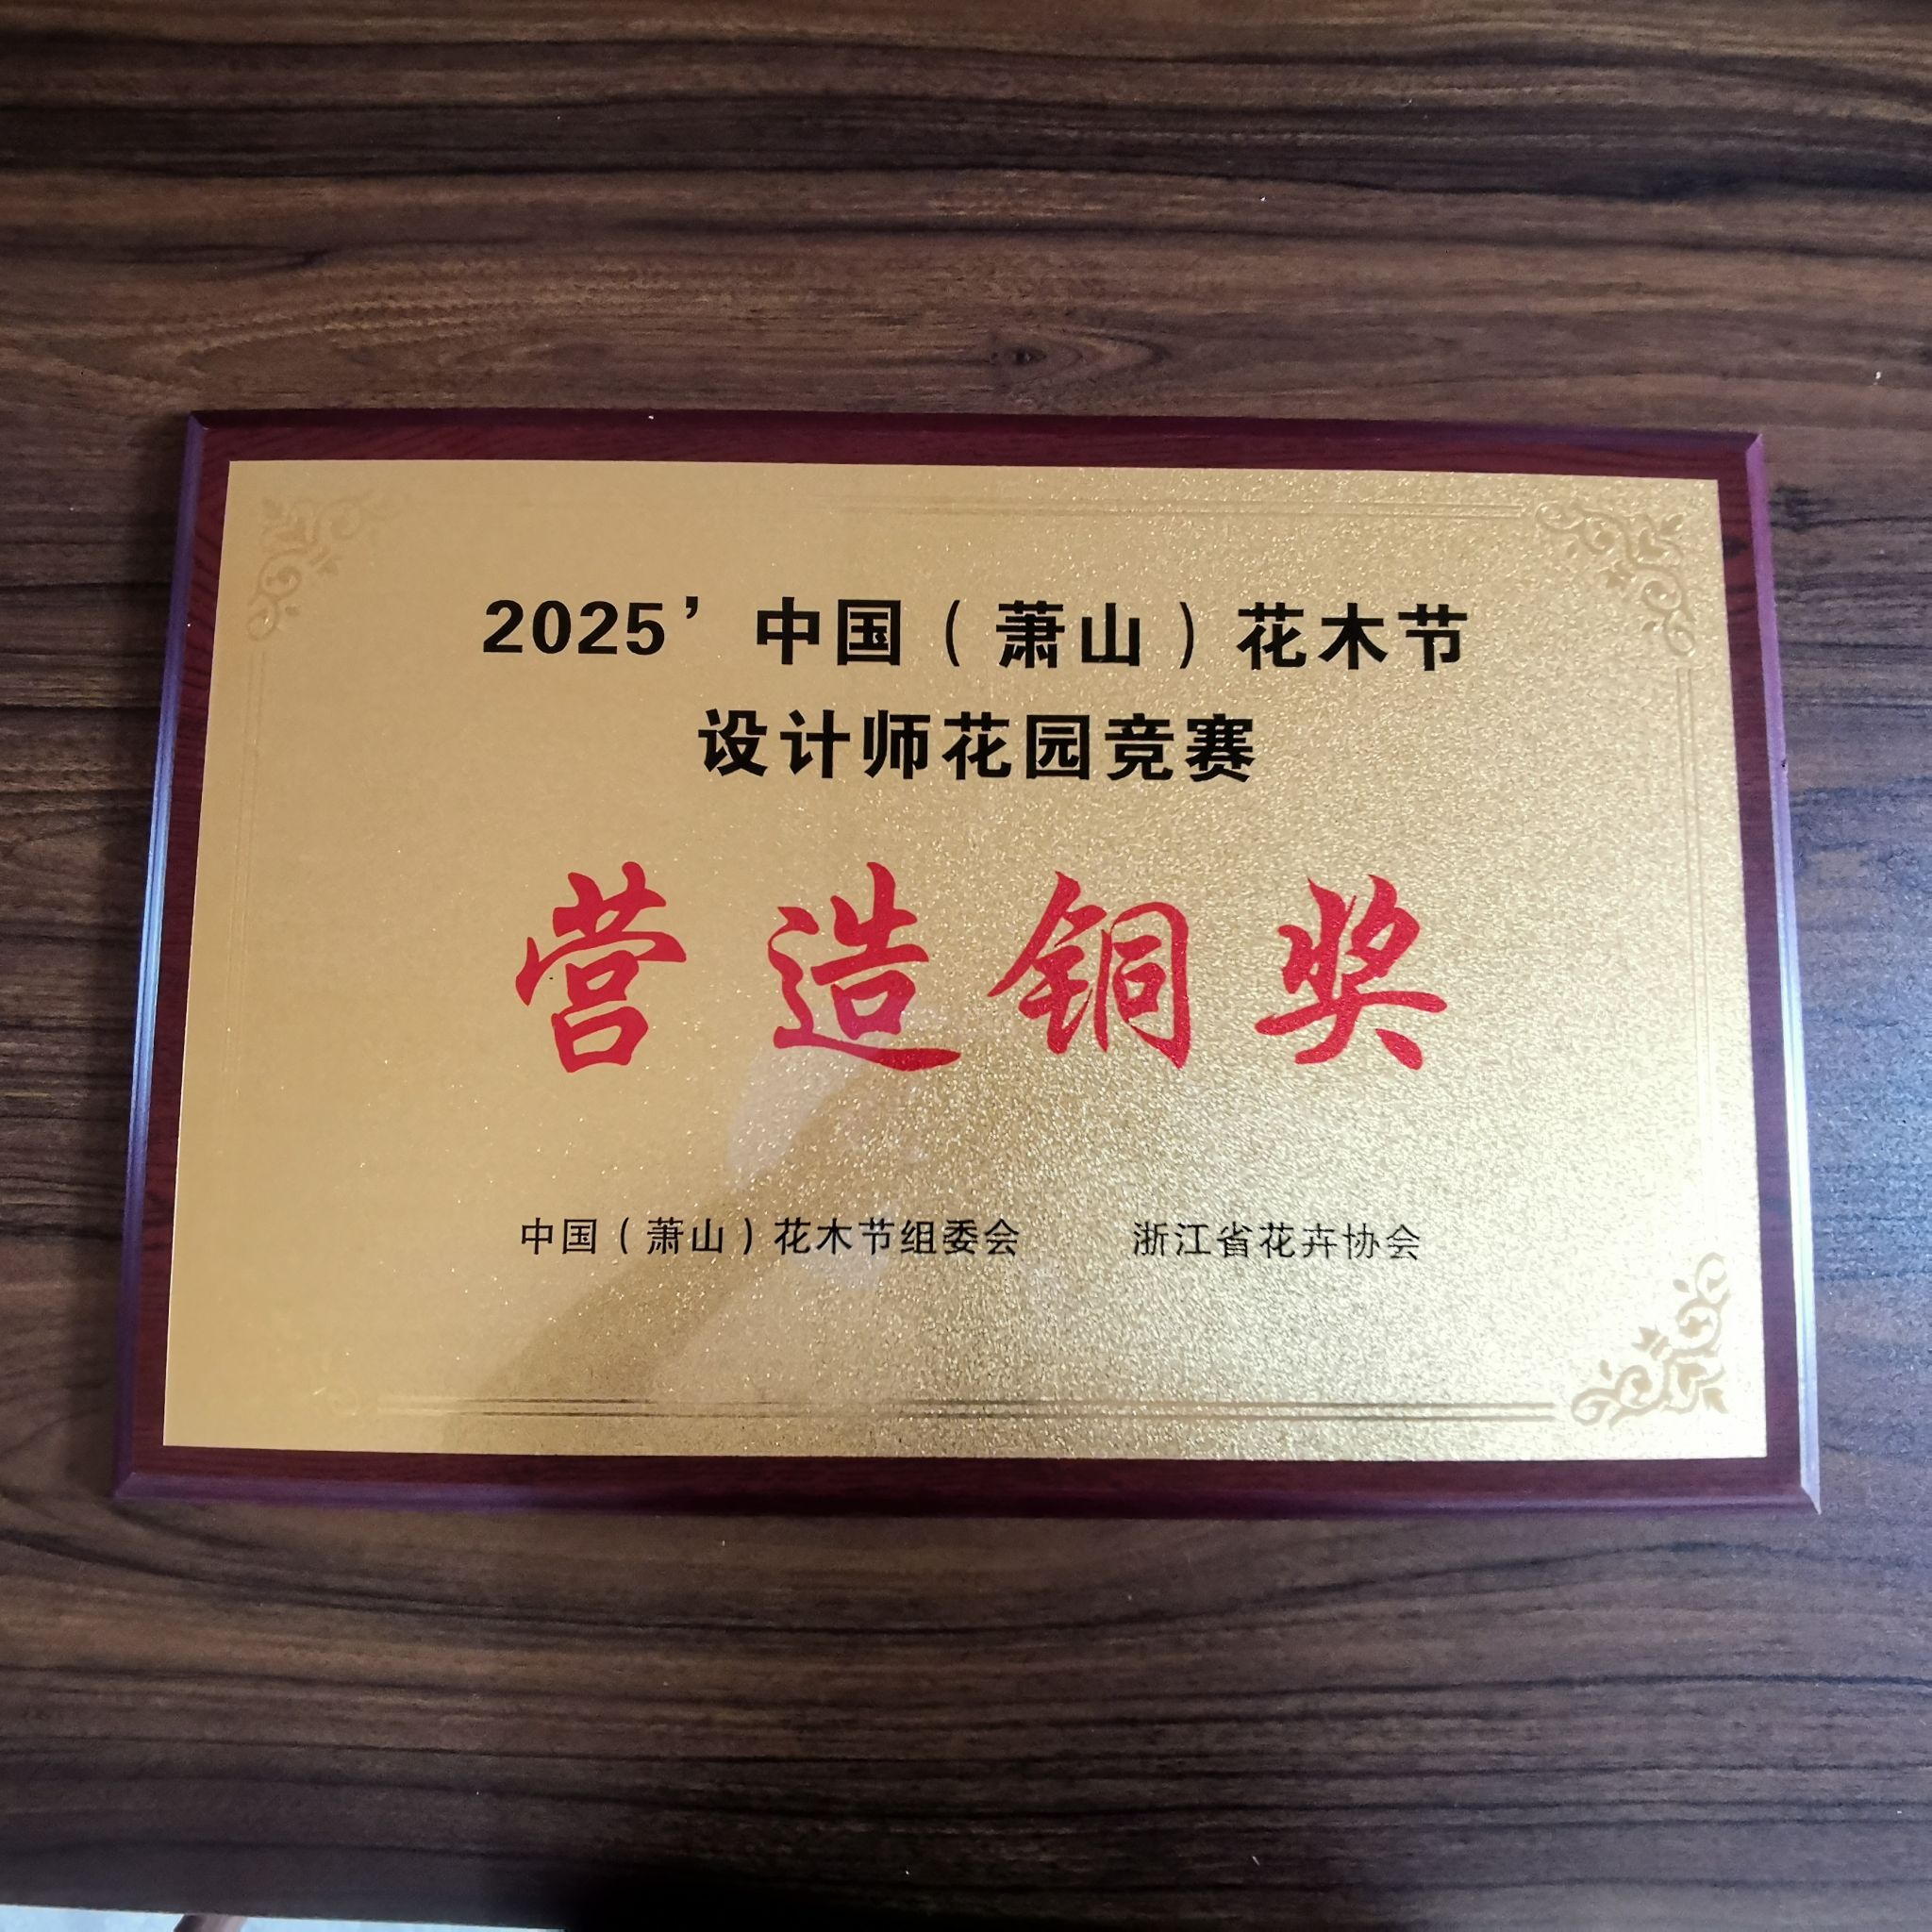 2025’中国（萧山）花木节
设计师花园竞赛
营造铜奖
中国（萧山）花木节组委会 浙江省花卉协会